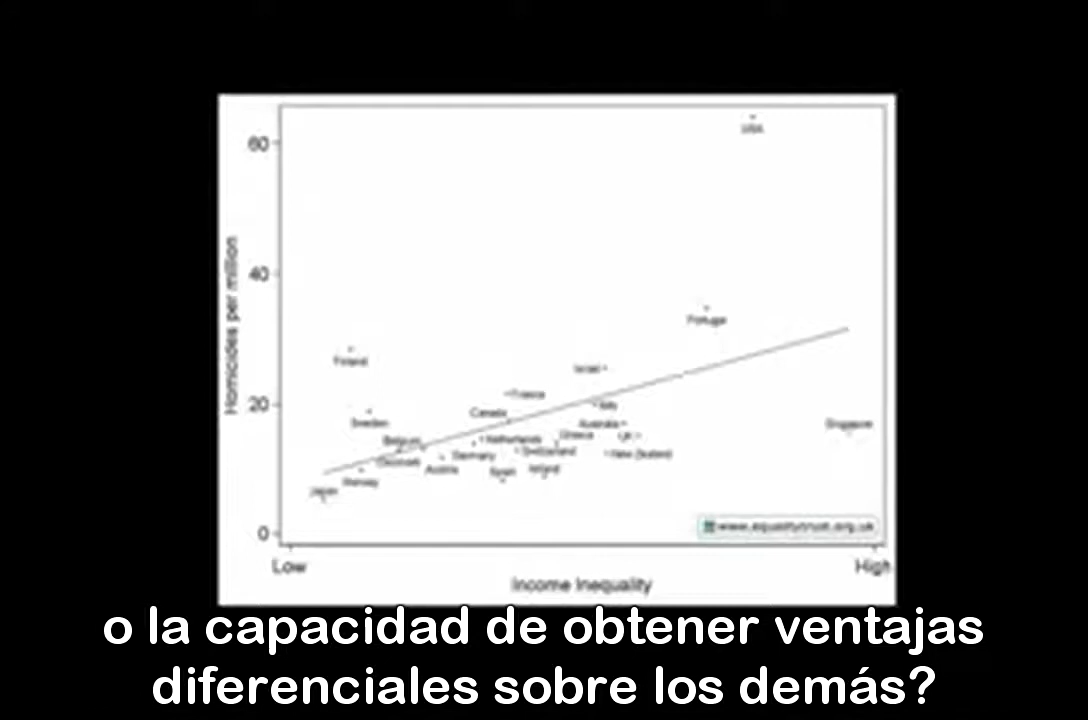 60
USA
40
Homicides per million
Portugal
Finland
Israel
France
20
Italy
Canada
Sweden
Australia
Singapore
Greece
UK
Belgium
Netherlands
Switzerland
New Zealand
Germany
Denmark
Austria
Spain
Ireland
Norway
Japan
0
www.equalitytrust.org.uk
Low
High
Income Inequality
o la capacidad de obtener ventajas
diferenciales sobre los demás?